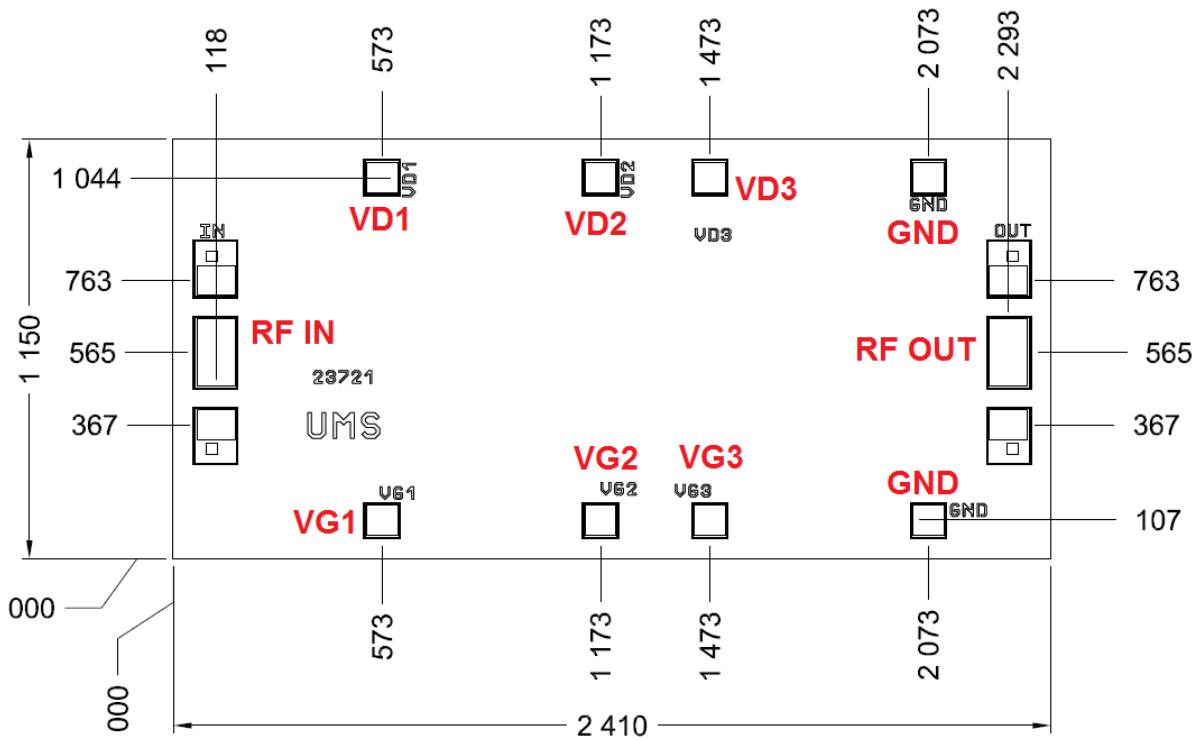 118
573
1 173
1 473
2 073
2 293
1 044
VD1
VD2
VD1
VD2
VD3
VD3
GND
GND
IN
OUT
763
763
1 150
565
RF IN
RF OUT
565
23721
367
UMS
367
VG2
VG3
GND
VG1
VG2
VG3
VG1
GND
107
000
000
573
1 173
1 473
2 073
2 410